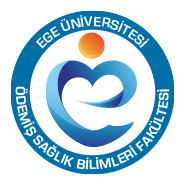 EGE ÜNİVERSİTESİ
ÖDEMİŞ SAĞLIK BİLİMLERİ FAKÜLTESİ